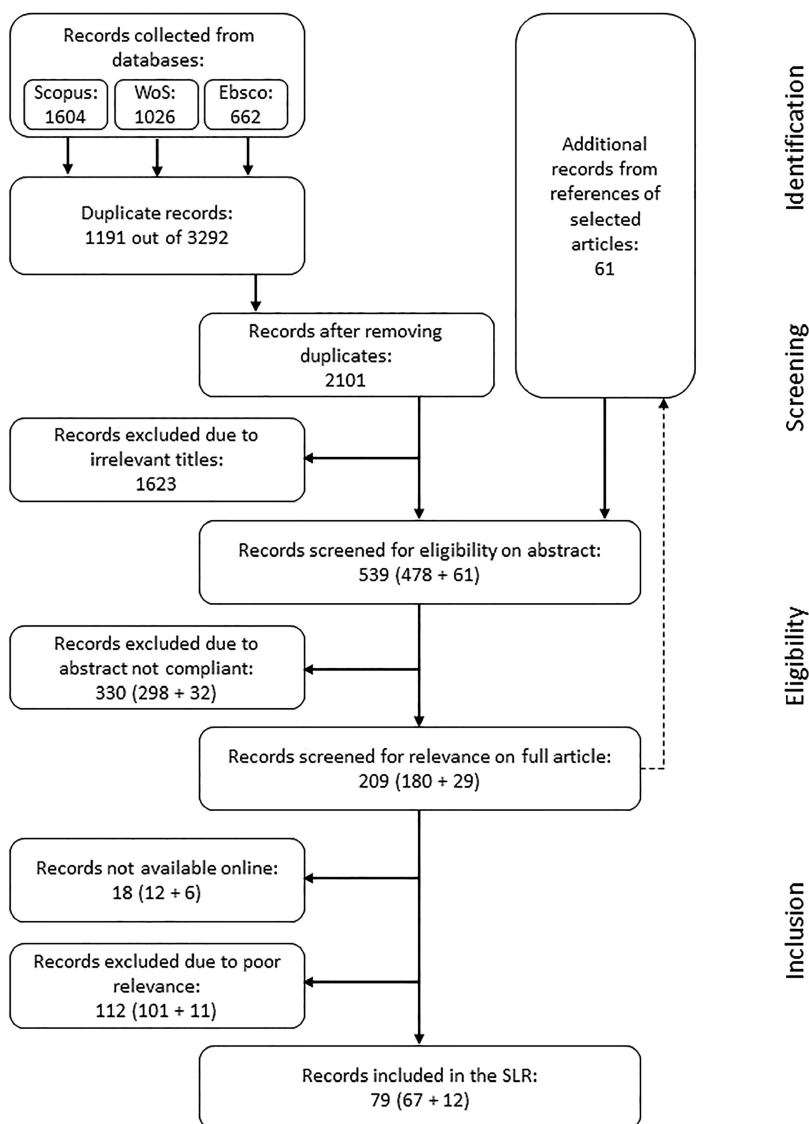 Records collected from
databases:
Scopus:
1604
WoS:
1026
Ebsco:
662
Duplicate records:
1191 out of 3292
Additional
records from
references of
selected
articles:
61
Identification
Records after removing
duplicates:
2101
Records excluded due to
irrelevant titles:
1623
Screening
Records screened for eligibility on abstract:
539 (478 + 61)
Records excluded due to
abstract not compliant:
330 (298 + 32)
Records screened for relevance on full article:
209 (180 + 29)
Eligibility
Records not available online:
18 (12 + 6)
Records excluded due to poor
relevance:
112 (101 + 11)
Records included in the SLR:
79 (67 + 12)
Inclusion